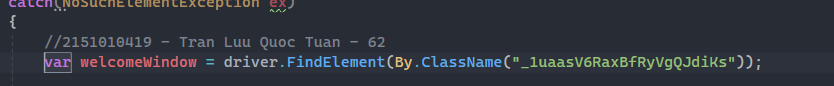 catch(NoSuchElementException ex)
{
//2151010419 - Tran Luu Quoc Tuan - 62
var welcomeWindow = driver.FindElement(By.ClassName("_1uaasV6RaxBfRyVgQJdiKs"));